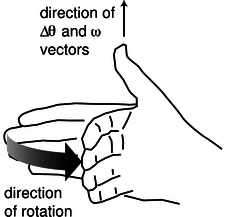 direction of
Δθ and ω
vectors
direction
of rotation